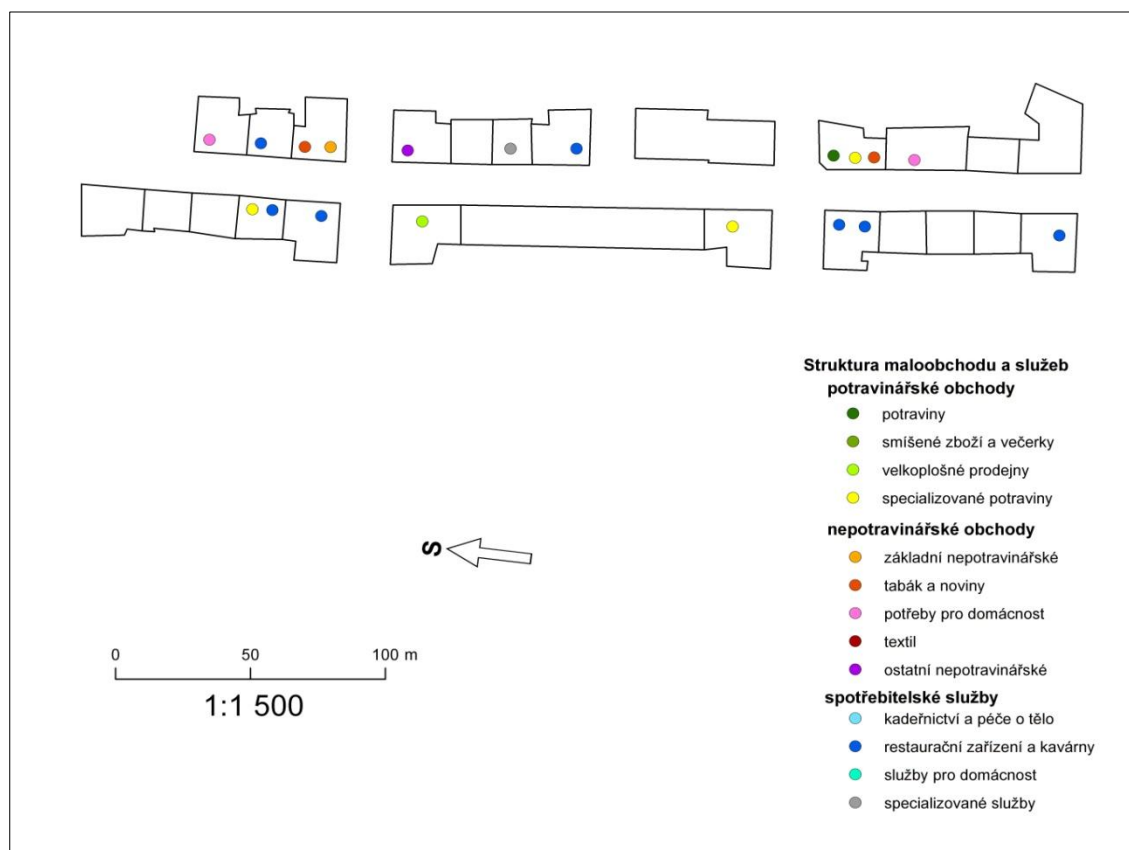 Struktura maloobchodu a služeb
potravinářské obchody
potraviny
smíšené zboží a večerky
velkoplošné prodejny
specializované potraviny
nepotravinářské obchody
základní nepotravinářské
tabák a noviny
potřeby pro domácnost
textil
ostatní nepotravinářské
spotřebitelské služby
kadeřnictví a péče o tělo
restaurační zařízení a kavárny
služby pro domácnost
specializované služby
S
0 50 100 m
1:1 500